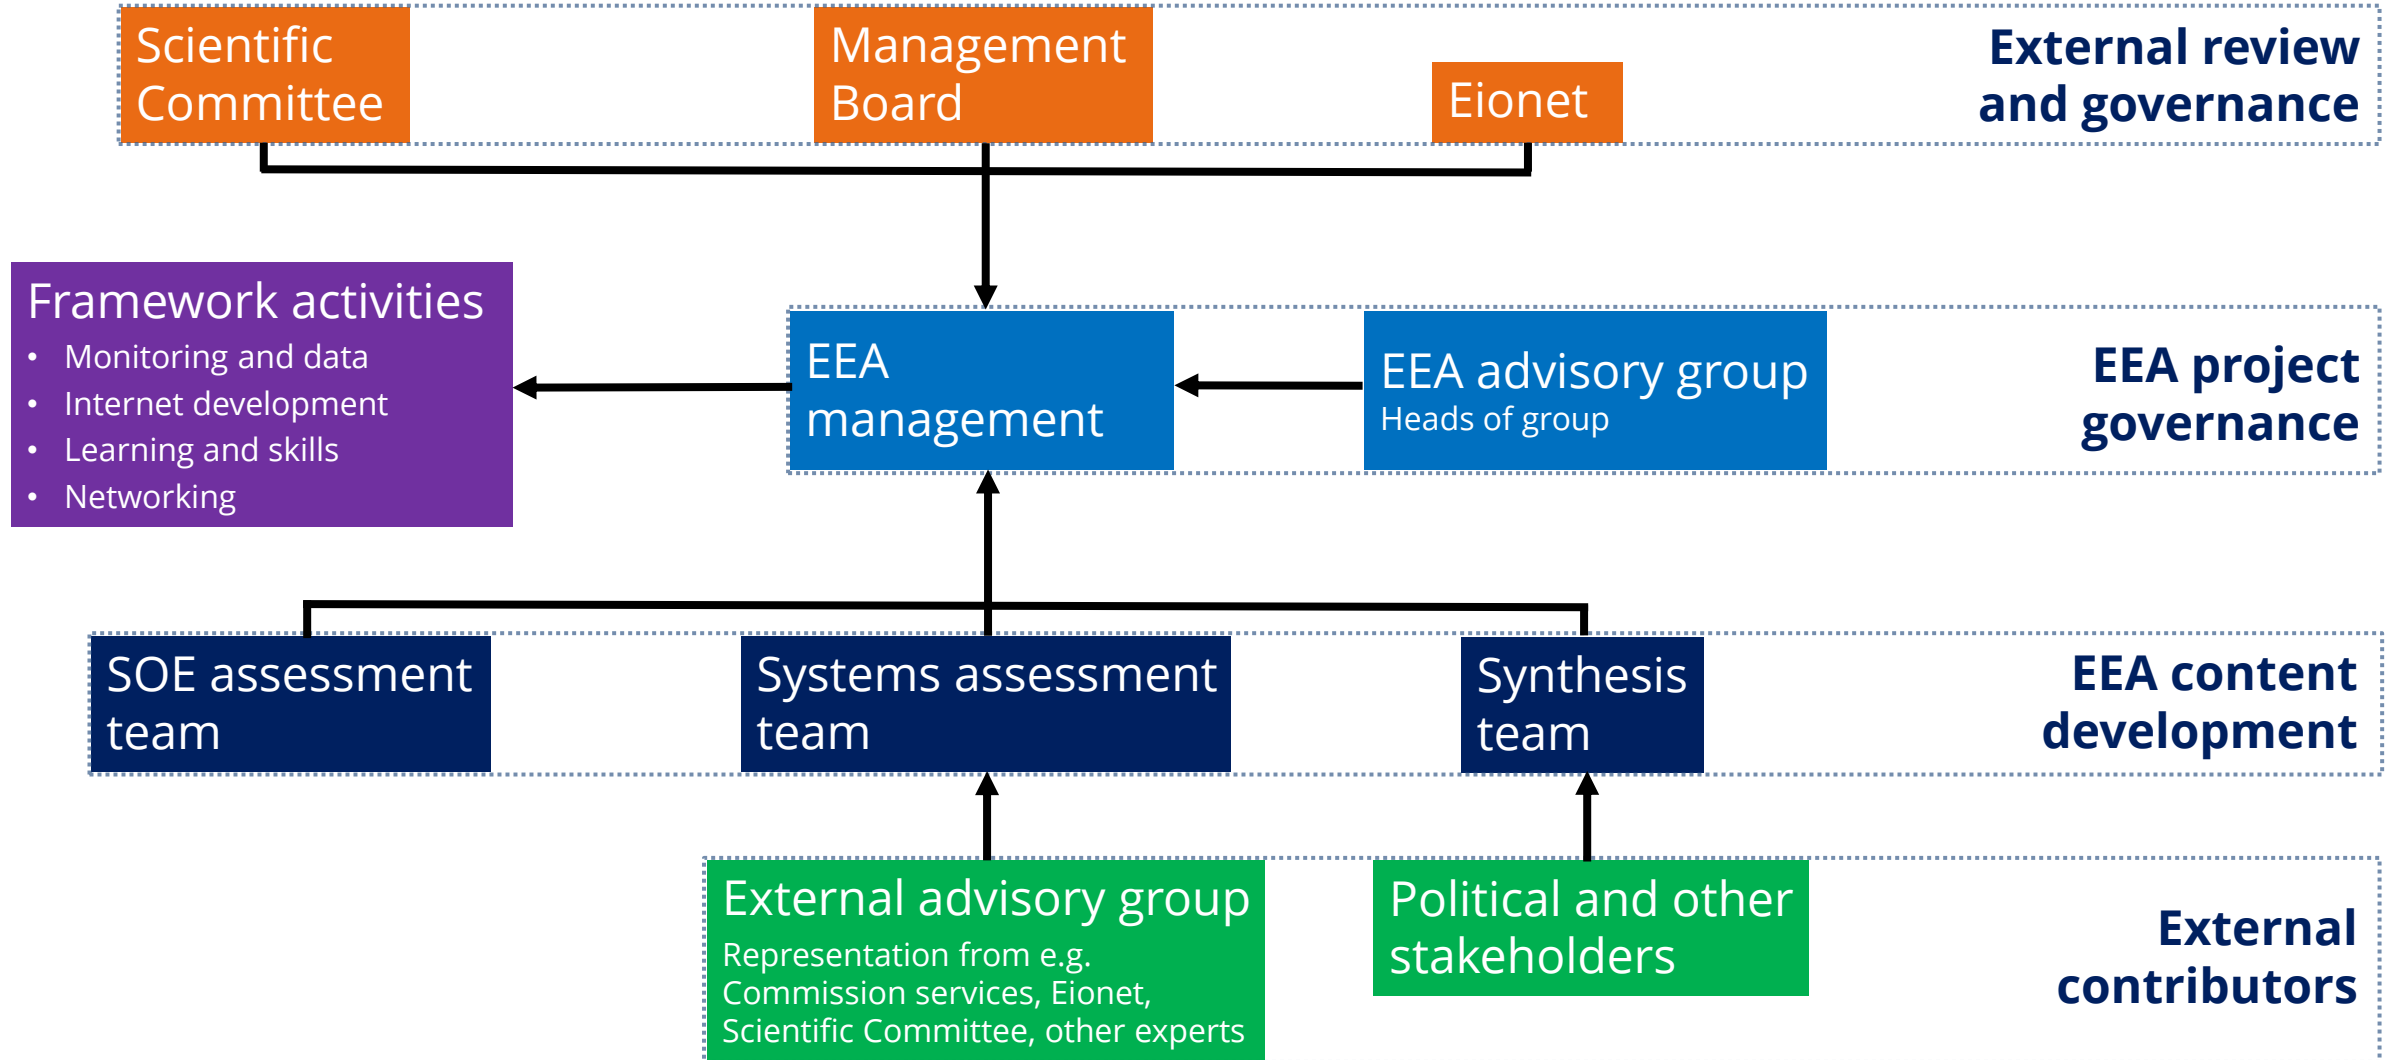 Scientific
Committee
Management
Board
Eionet
External review
and governance
Framework activities
• Monitoring and data
• Internet development
• Learning and skills
• Networking
EEA
management
EEA advisory group
Heads of group
EEA project
governance
SOE assessment
team
Systems assessment
team
Synthesis
team
EEA content
development
External advisory group
Representation from e.g.
Commission services, Eionet,
Scientific Committee, other experts
Political and other
stakeholders
External
contributors